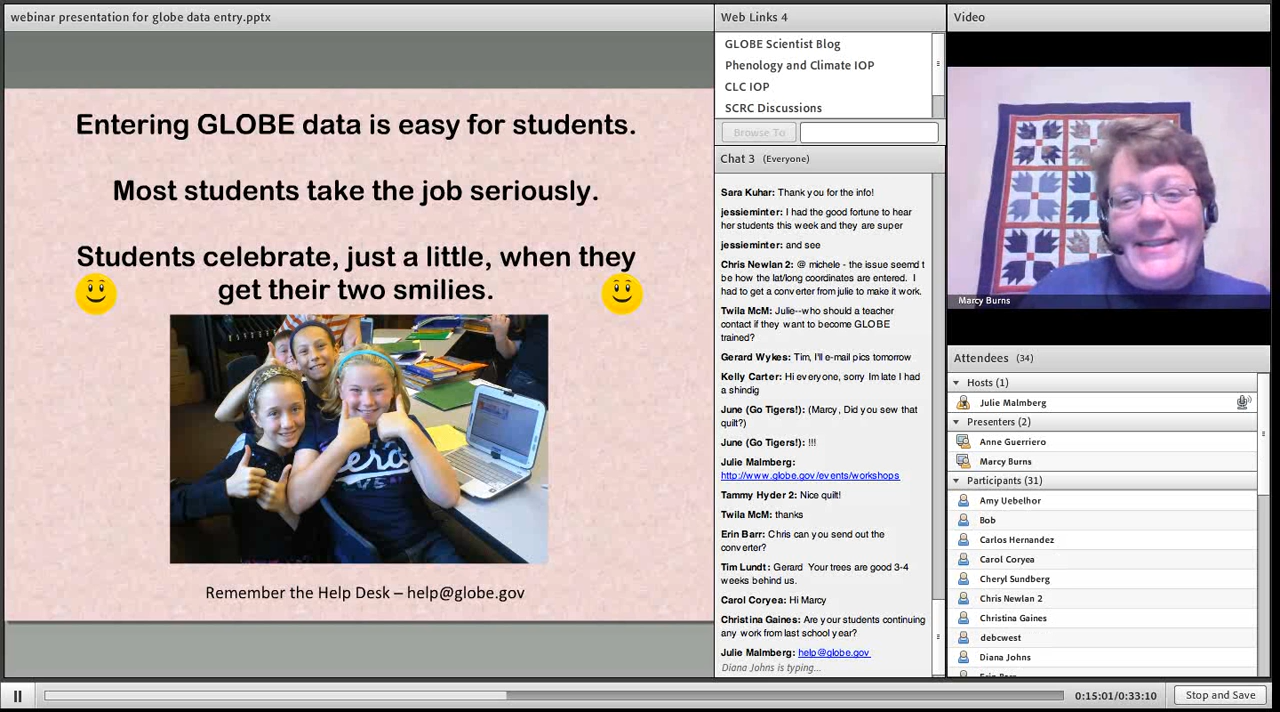 webinar presentation for globe data entry.pptx
Entering GLOBE data is easy for students.
Most students take the job seriously.
Students celebrate, just a little, when they
get their two smilies.
Remember the Help Desk – help@globe.gov
Web Links 4
GLOBE Scientist Blog
Phenology and Climate IOP
CLC IOP
SCRC Discussions
Browse To
Chat 3 (Everyone)
Sara Kuhar: Thank you for the info!
jessieminter: I had the good fortune to hear
her students this week and they are super
jessieminter: and see
Chris Newlan 2: @ michele - the issue seemd t
be how the lat/long coordinates are entered. I
had to get a converter from julie to make it work.
Twila McM: Julie--who should a teacher
contact if they want to become GLOBE
trained?
Gerard Wykes: Tim, I'll e-mail pics tomorrow
Kelly Carter: Hi everyone, sorry Im late I had
a shindig
June (Go Tigers!): (Marcy, Did you sew that
quilt?)
June (Go Tigers!): !!!
Julie Malmberg:
http://www.globe.gov/events/workshops
Tammy Hyder 2: Nice quilt!
Twila McM: thanks
Erin Barr: Chris can you send out the
converter?
Tim Lundt: Gerard Your trees are good 3-4
weeks behind us.
Carol Coryea: Hi Marcy
Christina Gaines: Are your students continuing
any work from last school year?
Julie Malmberg: help@globe.gov
Diana Johns is typing...
Video
Marcy Burns
Attendees (34)
Hosts (1)
Julie Malmberg
Presenters (2)
Anne Guerriero
Marcy Burns
Participants (31)
Amy Uebelhor
Bob
Carlos Hernandez
Carol Coryea
Cheryl Sundberg
Chris Newlan 2
Christina Gaines
debcwest
Diana Johns
Erin Barr
0:15:01/0:33:10
Stop and Save